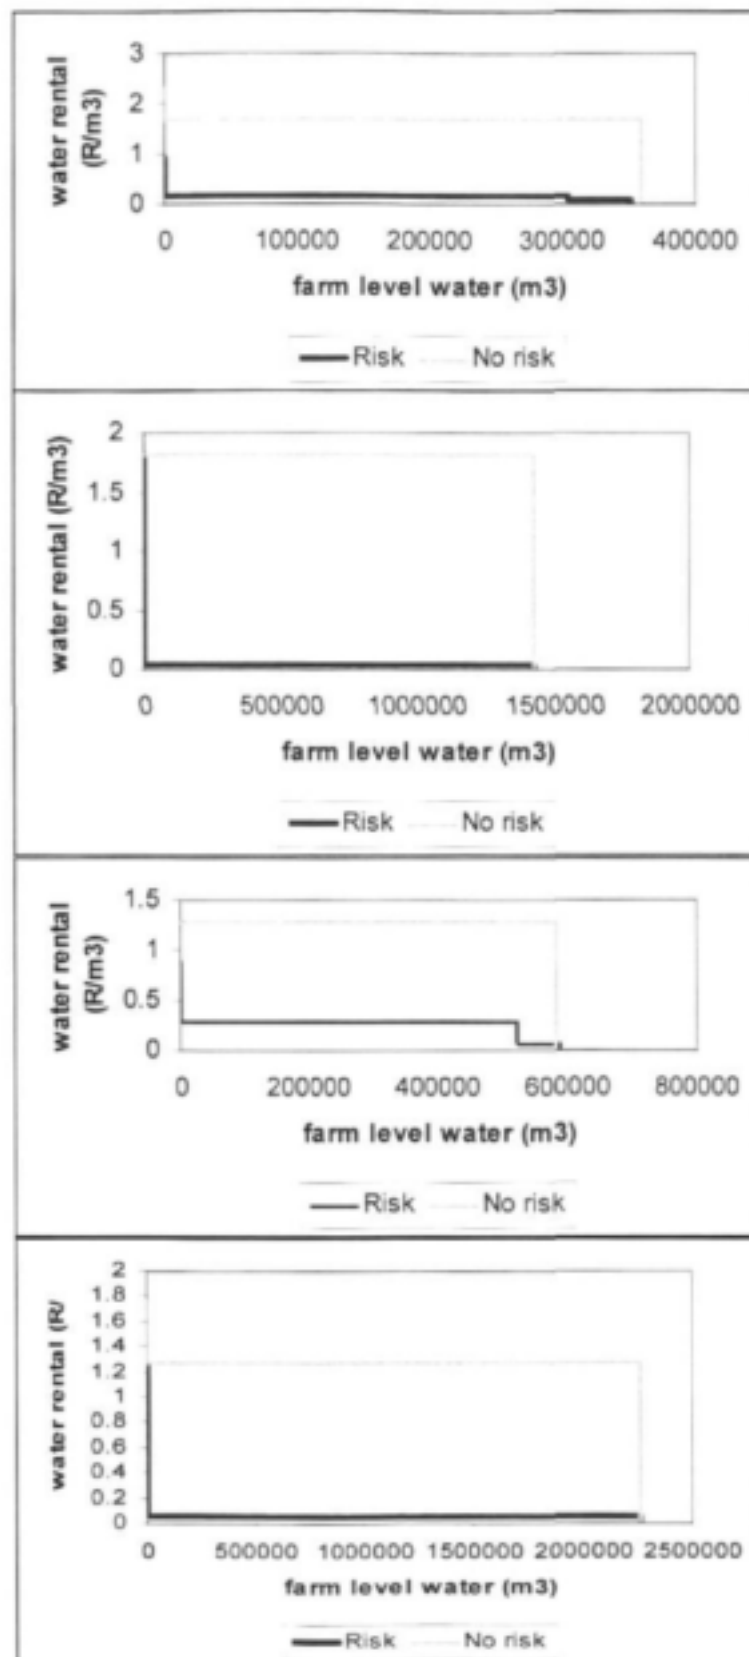 water rental
(R/m3)
3
2
1
0
0 100000 200000 300000 400000
farm level water (m3)
Risk No risk
water rental (R/m3)
2
1.5
1
0.5
0
0 500000 1000000 1500000 2000000
farm level water (m3)
Risk No risk
water rental
(R/m3)
1.5
1
0.5
0
0 200000 400000 600000 800000
farm level water (m3)
Risk No risk
water rental (R/
2
1.8
1.6
1.4
1.2
1
0.8
0.6
0.4
0.2
0
0 500000 1000000 1500000 2000000 2500000
farm level water (m3)
Risk No risk